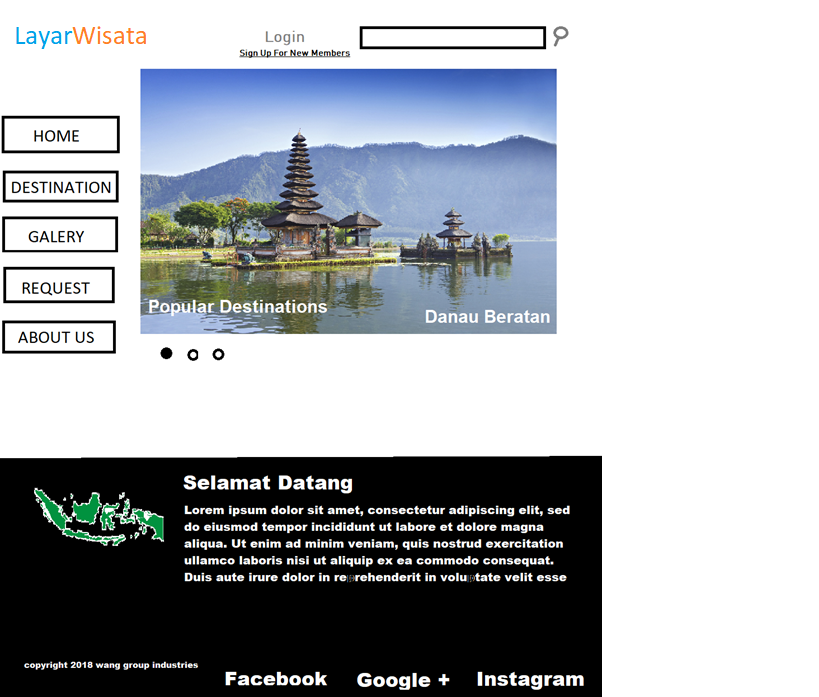 LayarWisata
Login
Sign Up For New Members
HOME
DESTINATION
GALERY
REQUEST
ABOUT US
Popular Destinations
Danau Beratan
Selamat Datang
Lorem ipsum dolor sit amet, consectetur adipiscing elit, sed
do eiusmod tempor incididunt ut labore et dolore magna
aliqua. Ut enim ad minim veniam, quis nostrud exercitation
ullamco laboris nisi ut aliquip ex ea commodo consequat.
Duis aute irure dolor in reprehenderit in voluptate velit esse
copyright 2018 wang group industries
Facebook
Google +
Instagram